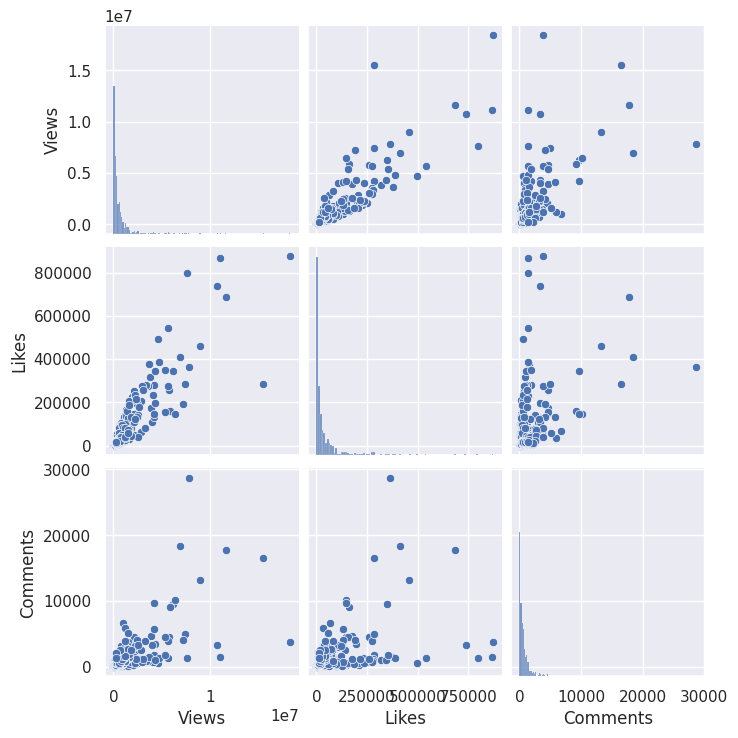 1e7
1.5
1.0
0.5
0.0
Views
800000
600000
400000
200000
0
Likes
30000
20000
10000
0
Comments
0 1 1e7
Views
0 250000 500000 750000
Likes
0 10000 20000 30000
Comments